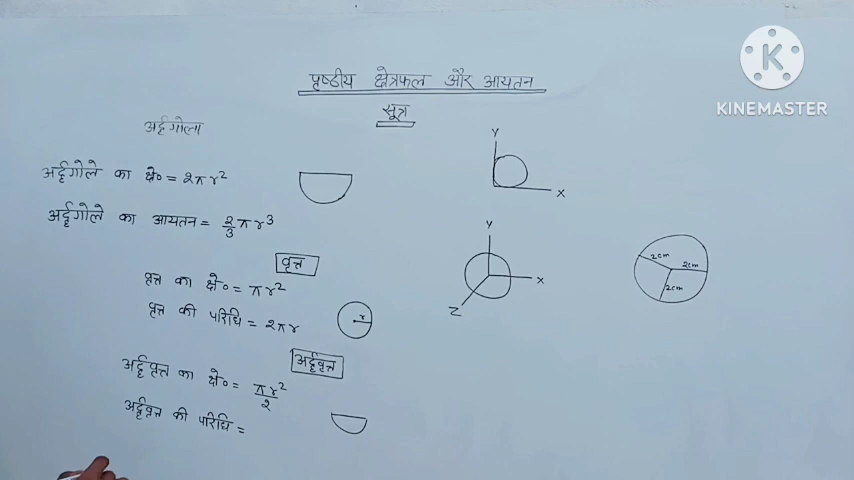 पृष्ठीय क्षेत्रफल और आयतन
सूत्र
अर्द्धगोला
अर्द्धगोले का क्षे० = 2πr²
अर्द्धगोले का आयतन = 2/3 πr³
वृत्त
वृत्त का क्षे० = πr²
वृत्त की परिधि = 2πr
r
अर्द्धवृत्त
अर्द्धवृत्त का क्षे० = πr²/2
अर्द्धवृत्त की परिधि =
Y
X
Y
X
Z
2cm
2cm
2cm
KINEMASTER